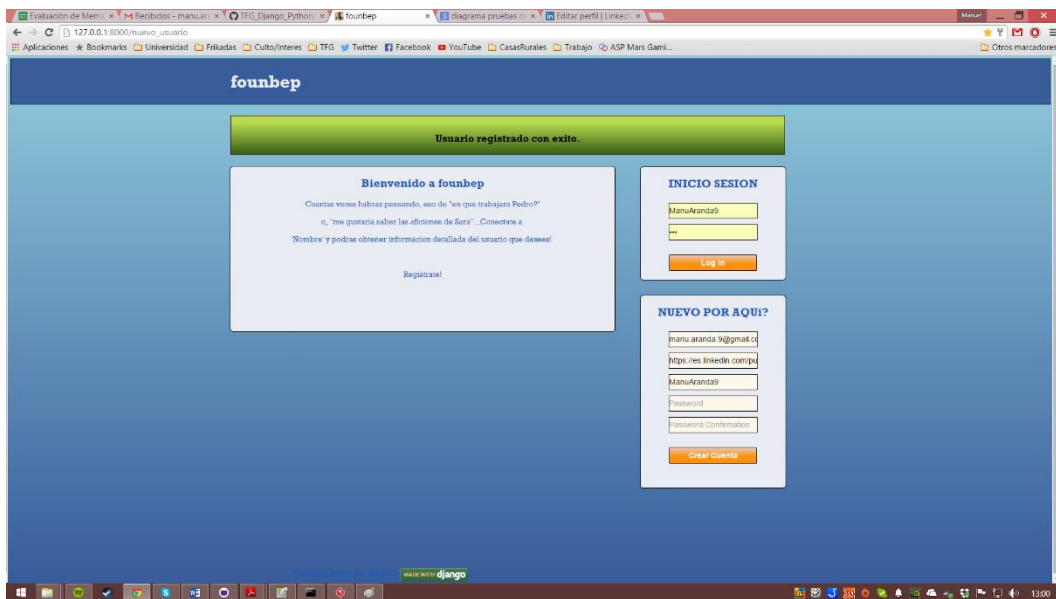 Evaluación de Mema
Recibidos - manu.ar
TFG_Django_Python
founbep
diagrama pruebas d
Editar perfil | Linked
Manuel
127.0.0.1:8000/nuevo_usuario
Aplicaciones Bookmarks Universidad Frikadas Culto/Interes TFG Twitter Facebook YouTube CasasRurales Trabajo ASP Mars Gami... Otros marcadores
founbep
Usuario registrado con exito.
Bienvenido a founbep
Cuantas veces habras pensando, eso de "en que trabajara Pedro?"
o, "me gustaria saber las aficiones de Sara"...Conectate a
'Nombre' y podras obtener informacion detallada del usuario que desees!
Registrate!
INICIO SESION
ManuAranda9
Log In
NUEVO POR AQUi?
manu.aranda.9@gmail.cc
https://es.linkedin.com/pu
ManuAranda9
Password
Password Confirmation
Crear Cuenta
MADE WITH django
13:00